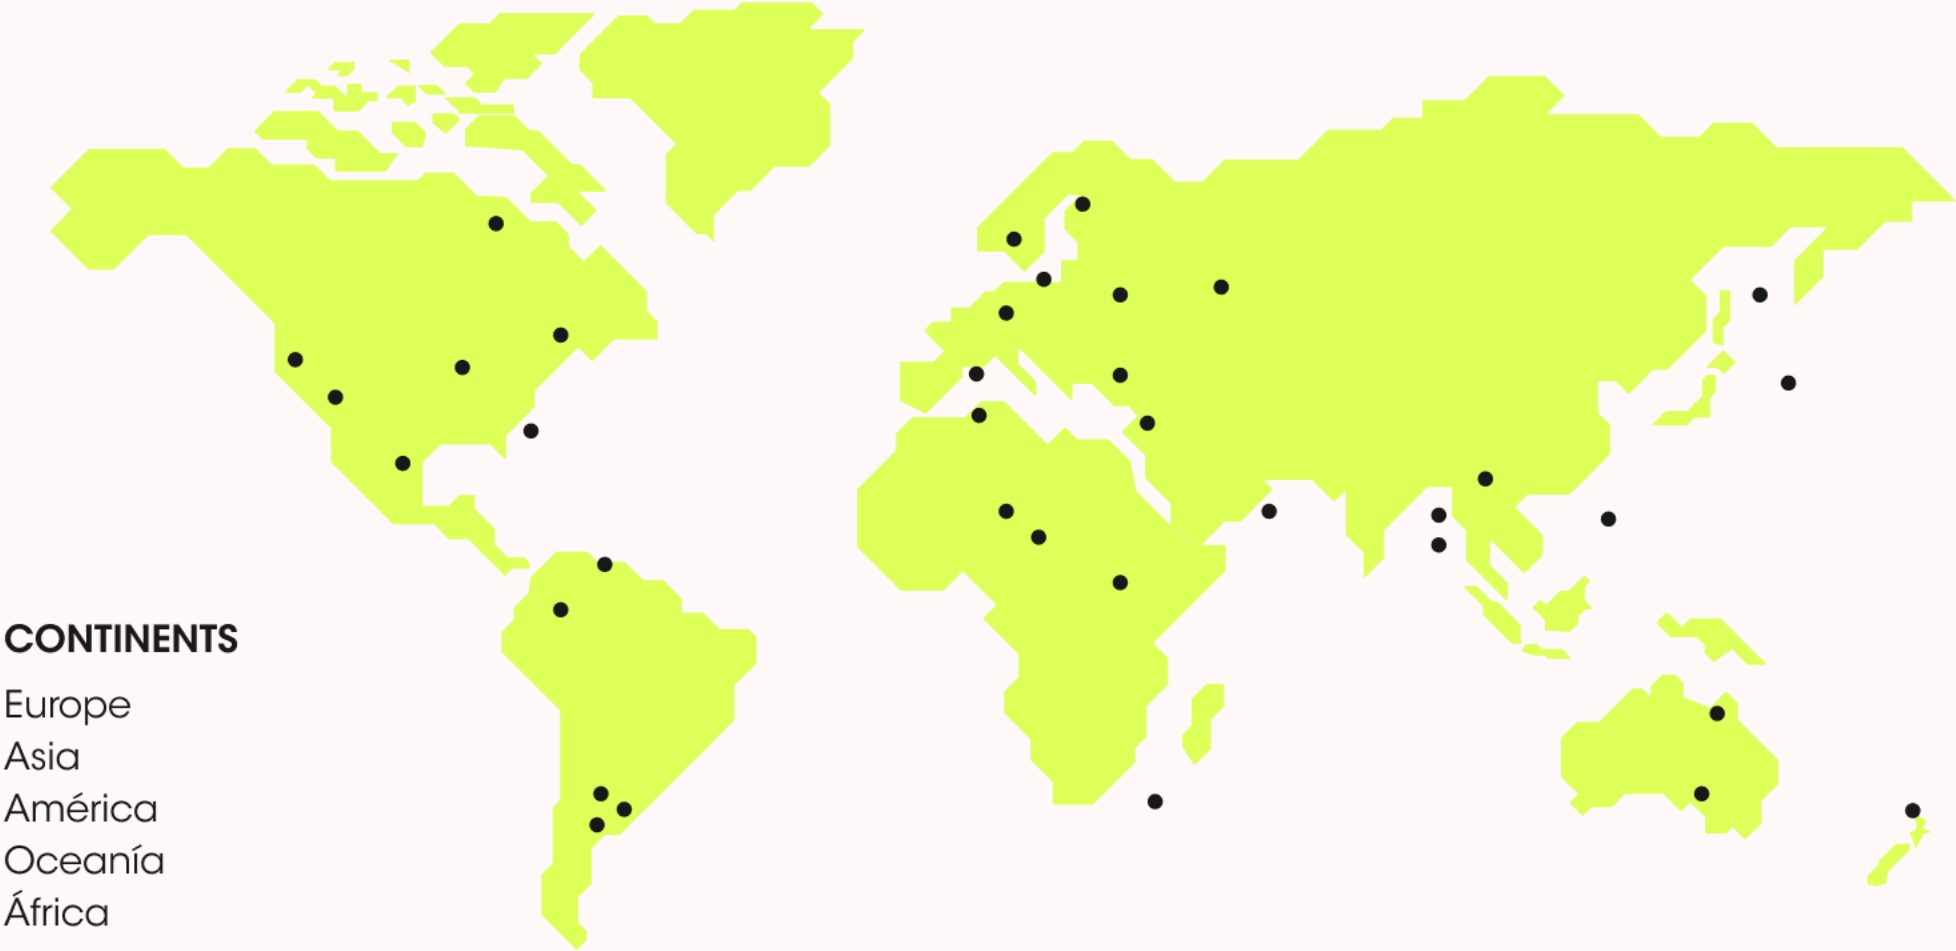 CONTINENTS
Europe
Asia
América
Oceanía
África